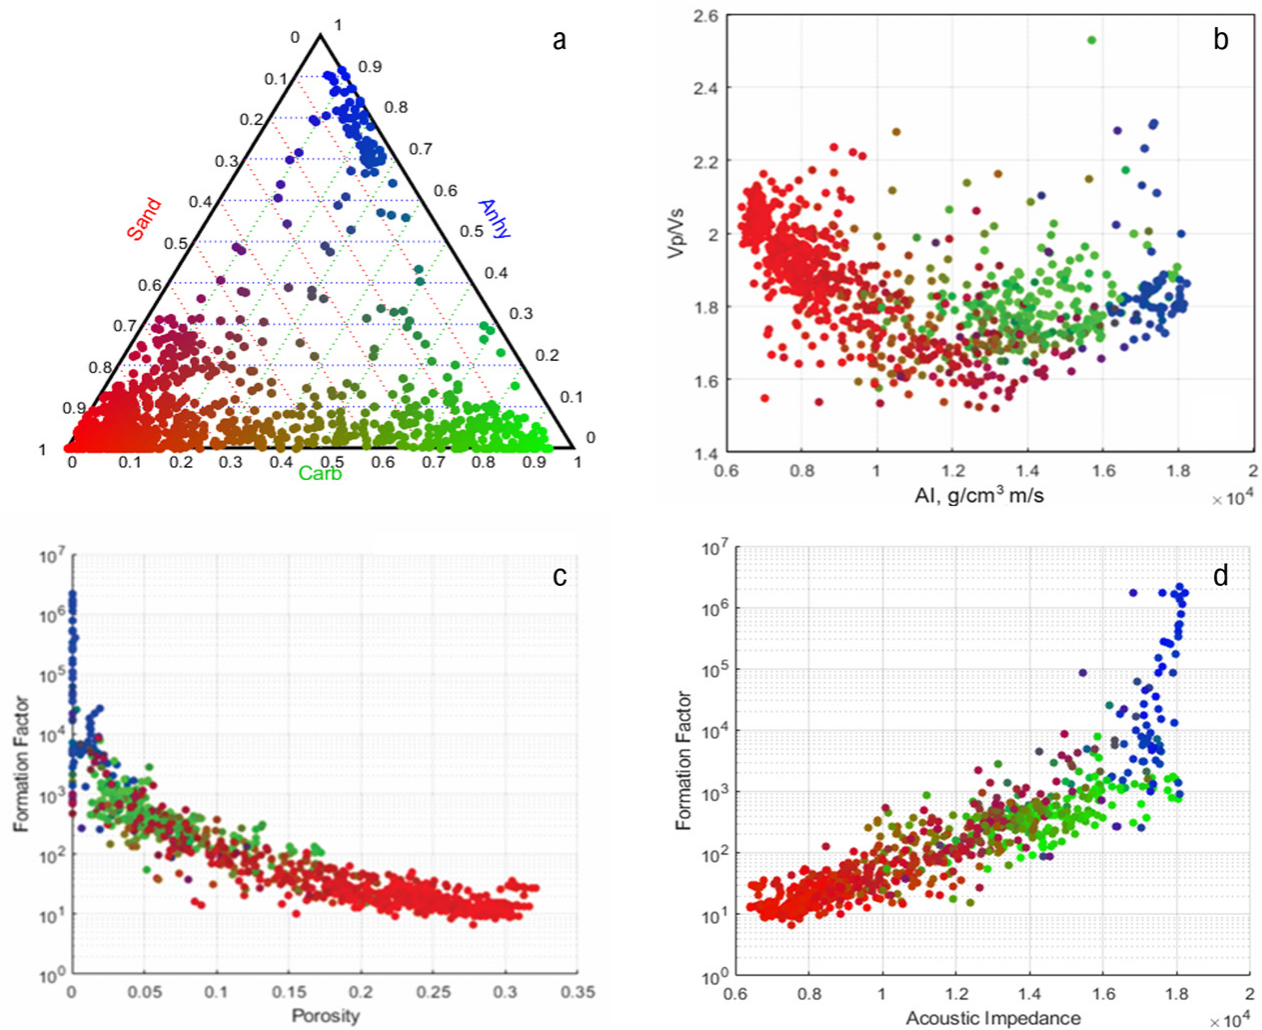 a
1
0
0.9
0.1
0.8
0.2
0.7
0.3
0.6
0.4
Sand
Anhy
0.5
0.5
0.4
0.6
0.3
0.7
0.2
0.8
0.1
0.9
0
1
0 0.1 0.2 0.3 0.4 0.5 0.6 0.7 0.8 0.9 1
Carb
b
2.6
2.4
2.2
2
1.8
1.6
1.4
Vp/Vs
0.6 0.8 1 1.2 1.4 1.6 1.8 2
AI, g/cm³ m/s
×10⁴
c
10⁷
10⁶
10⁵
10⁴
10³
10²
10¹
10⁰
Formation Factor
0 0.05 0.1 0.15 0.2 0.25 0.3 0.35
Porosity
d
10⁷
10⁶
10⁵
10⁴
10³
10²
10¹
10⁰
Formation Factor
0.6 0.8 1 1.2 1.4 1.6 1.8 2
Acoustic Impedance
×10⁴